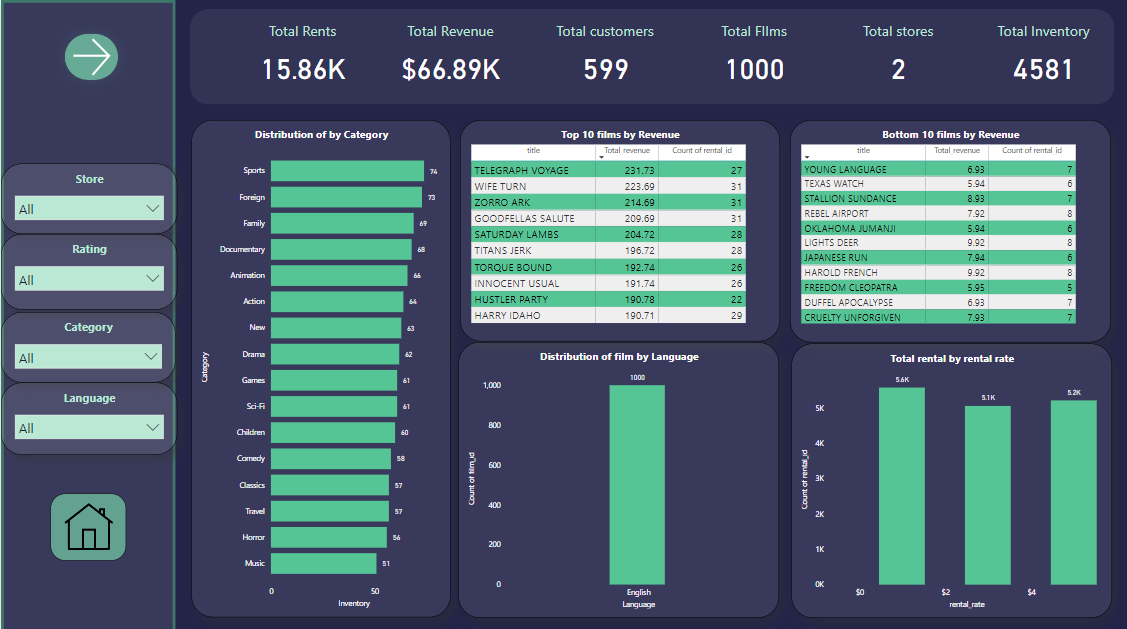 Total Rents
15.86K
Total Revenue
$66.89K
Total customers
599
Total FIlms
1000
Total stores
2
Total Inventory
4581
Store
All
Rating
All
Category
All
Language
All
Distribution of by Category
Category
Sports 74
Foreign 73
Family 69
Documentary 68
Animation 66
Action 64
New 63
Drama 62
Games 61
Sci-Fi 61
Children 60
Comedy 58
Classics 57
Travel 57
Horror 56
Music 51
0 50
Inventory
Top 10 films by Revenue
title Total_revenue Count of rental_id
TELEGRAPH VOYAGE 231.73 27
WIFE TURN 223.69 31
ZORRO ARK 214.69 31
GOODFELLAS SALUTE 209.69 31
SATURDAY LAMBS 204.72 28
TITANS JERK 196.72 28
TORQUE BOUND 192.74 26
INNOCENT USUAL 191.74 26
HUSTLER PARTY 190.78 22
HARRY IDAHO 190.71 29
Bottom 10 films by Revenue
title Total_revenue Count of rental_id
YOUNG LANGUAGE 6.93 7
TEXAS WATCH 5.94 6
STALLION SUNDANCE 8.93 7
REBEL AIRPORT 7.92 8
OKLAHOMA JUMANJI 5.94 6
LIGHTS DEER 9.92 8
JAPANESE RUN 7.94 6
HAROLD FRENCH 9.92 8
FREEDOM CLEOPATRA 5.95 5
DUFFEL APOCALYPSE 6.93 7
CRUELTY UNFORGIVEN 7.93 7
Distribution of film by Language
1000
Count of film_id
1,000
800
600
400
200
0
English
Language
Total rental by rental rate
5.6K
5.1K
5.2K
Count of rental_id
5K
4K
3K
2K
1K
0K
$0 $2 $4
rental_rate